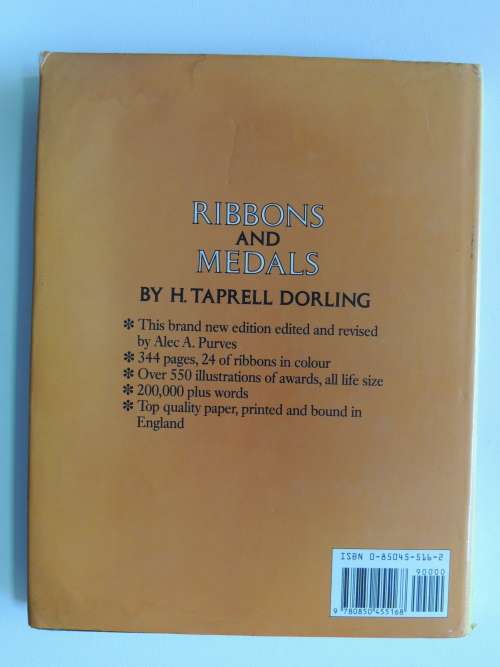 RIBBONS
AND
MEDALS
BY H. TAPRELL DORLING
✻ This brand new edition edited and revised
by Alec A. Purves
✻ 344 pages, 24 of ribbons in colour
✻ Over 550 illustrations of awards, all life size
✻ 200,000 plus words
✻ Top quality paper, printed and bound in
England
ISBN 0-85045-516-2
90000
9 780850 455168